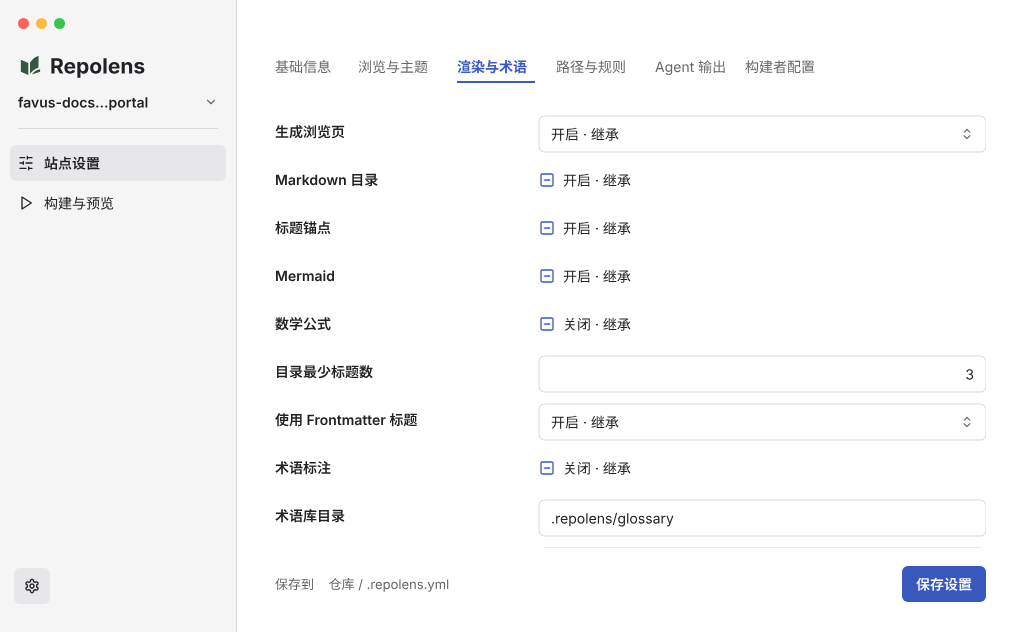 Repolens
favus-docs...portal
站点设置
构建与预览
基础信息 浏览与主题 渲染与术语 路径与规则 Agent 输出 构建者配置
生成浏览页 开启 · 继承
Markdown 目录 开启 · 继承
标题锚点 开启 · 继承
Mermaid 开启 · 继承
数学公式 关闭 · 继承
目录最少标题数 3
使用 Frontmatter 标题 开启 · 继承
术语标注 关闭 · 继承
术语库目录 .repolens/glossary
保存到 仓库 / .repolens.yml 保存设置